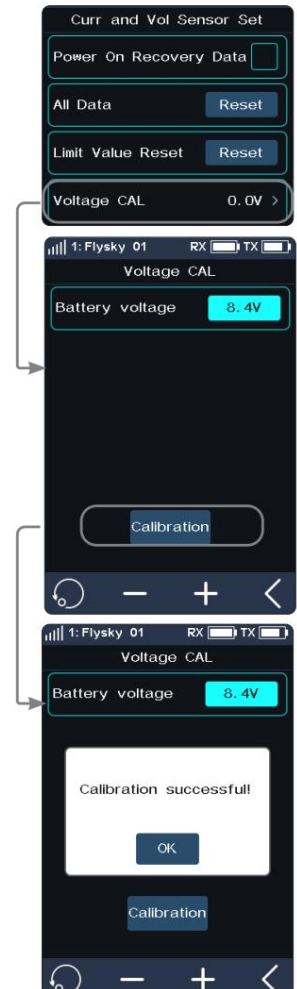 Curr and Vol Sensor Set
Power On Recovery Data
All Data Reset
Limit Value Reset Reset
Voltage CAL 0.0V >
1: Flysky 01 RX TX
Voltage CAL
Battery voltage 8.4V
Calibration
1: Flysky 01 RX TX
Voltage CAL
Battery voltage 8.4V
Calibration successful!
OK
Calibration